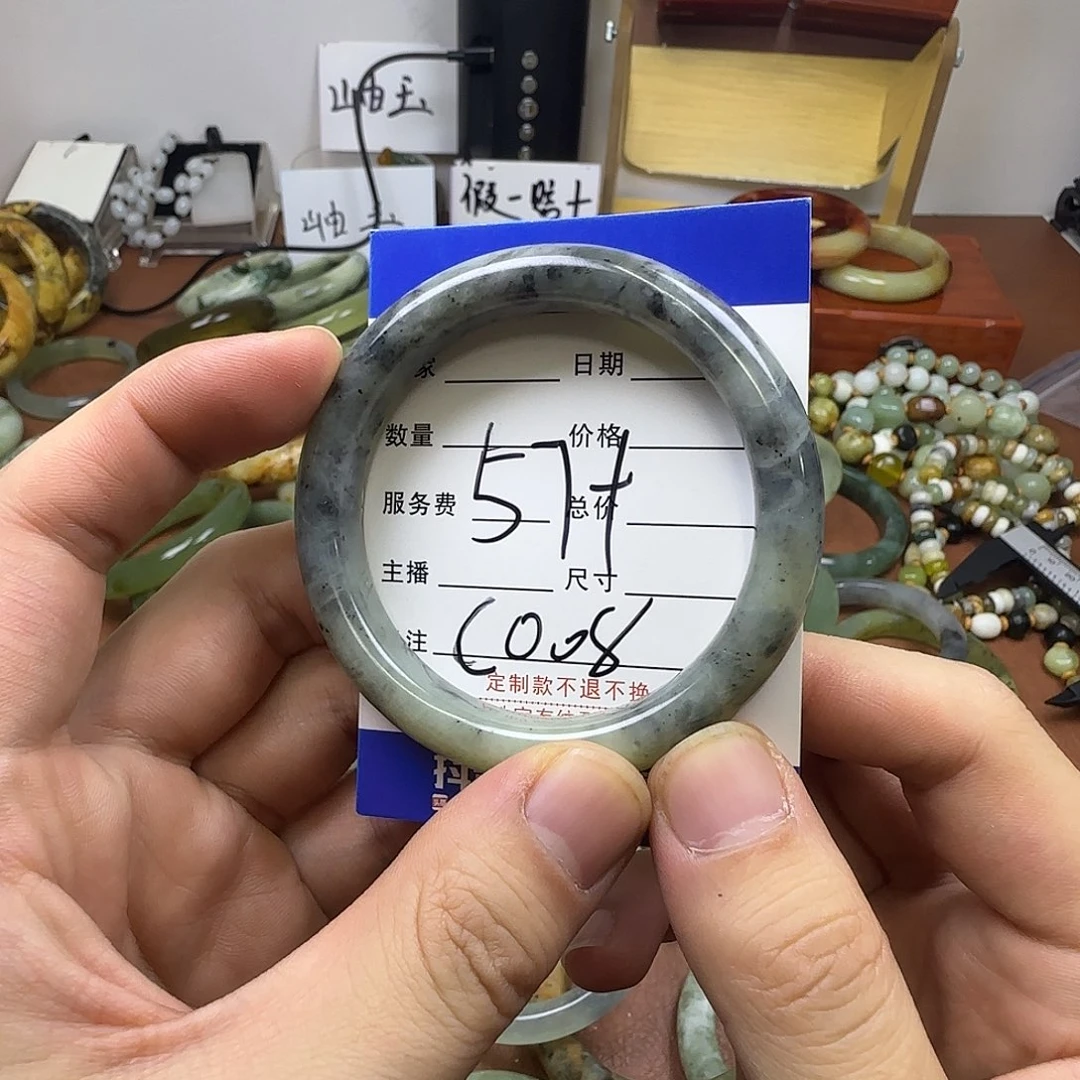 岫玉
岫玉
假一赔十
家 日期
数量 价格
57+
服务费 总价
主播 尺寸
注 C008
定制款不退不换